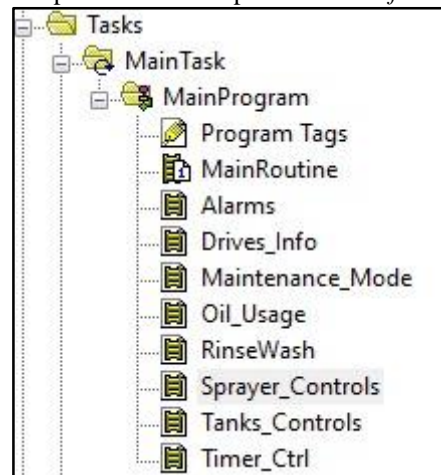 Tasks
MainTask
MainProgram
Program Tags
MainRoutine
Alarms
Drives_Info
Maintenance_Mode
Oil_Usage
RinseWash
Sprayer_Controls
Tanks_Controls
Timer_Ctrl